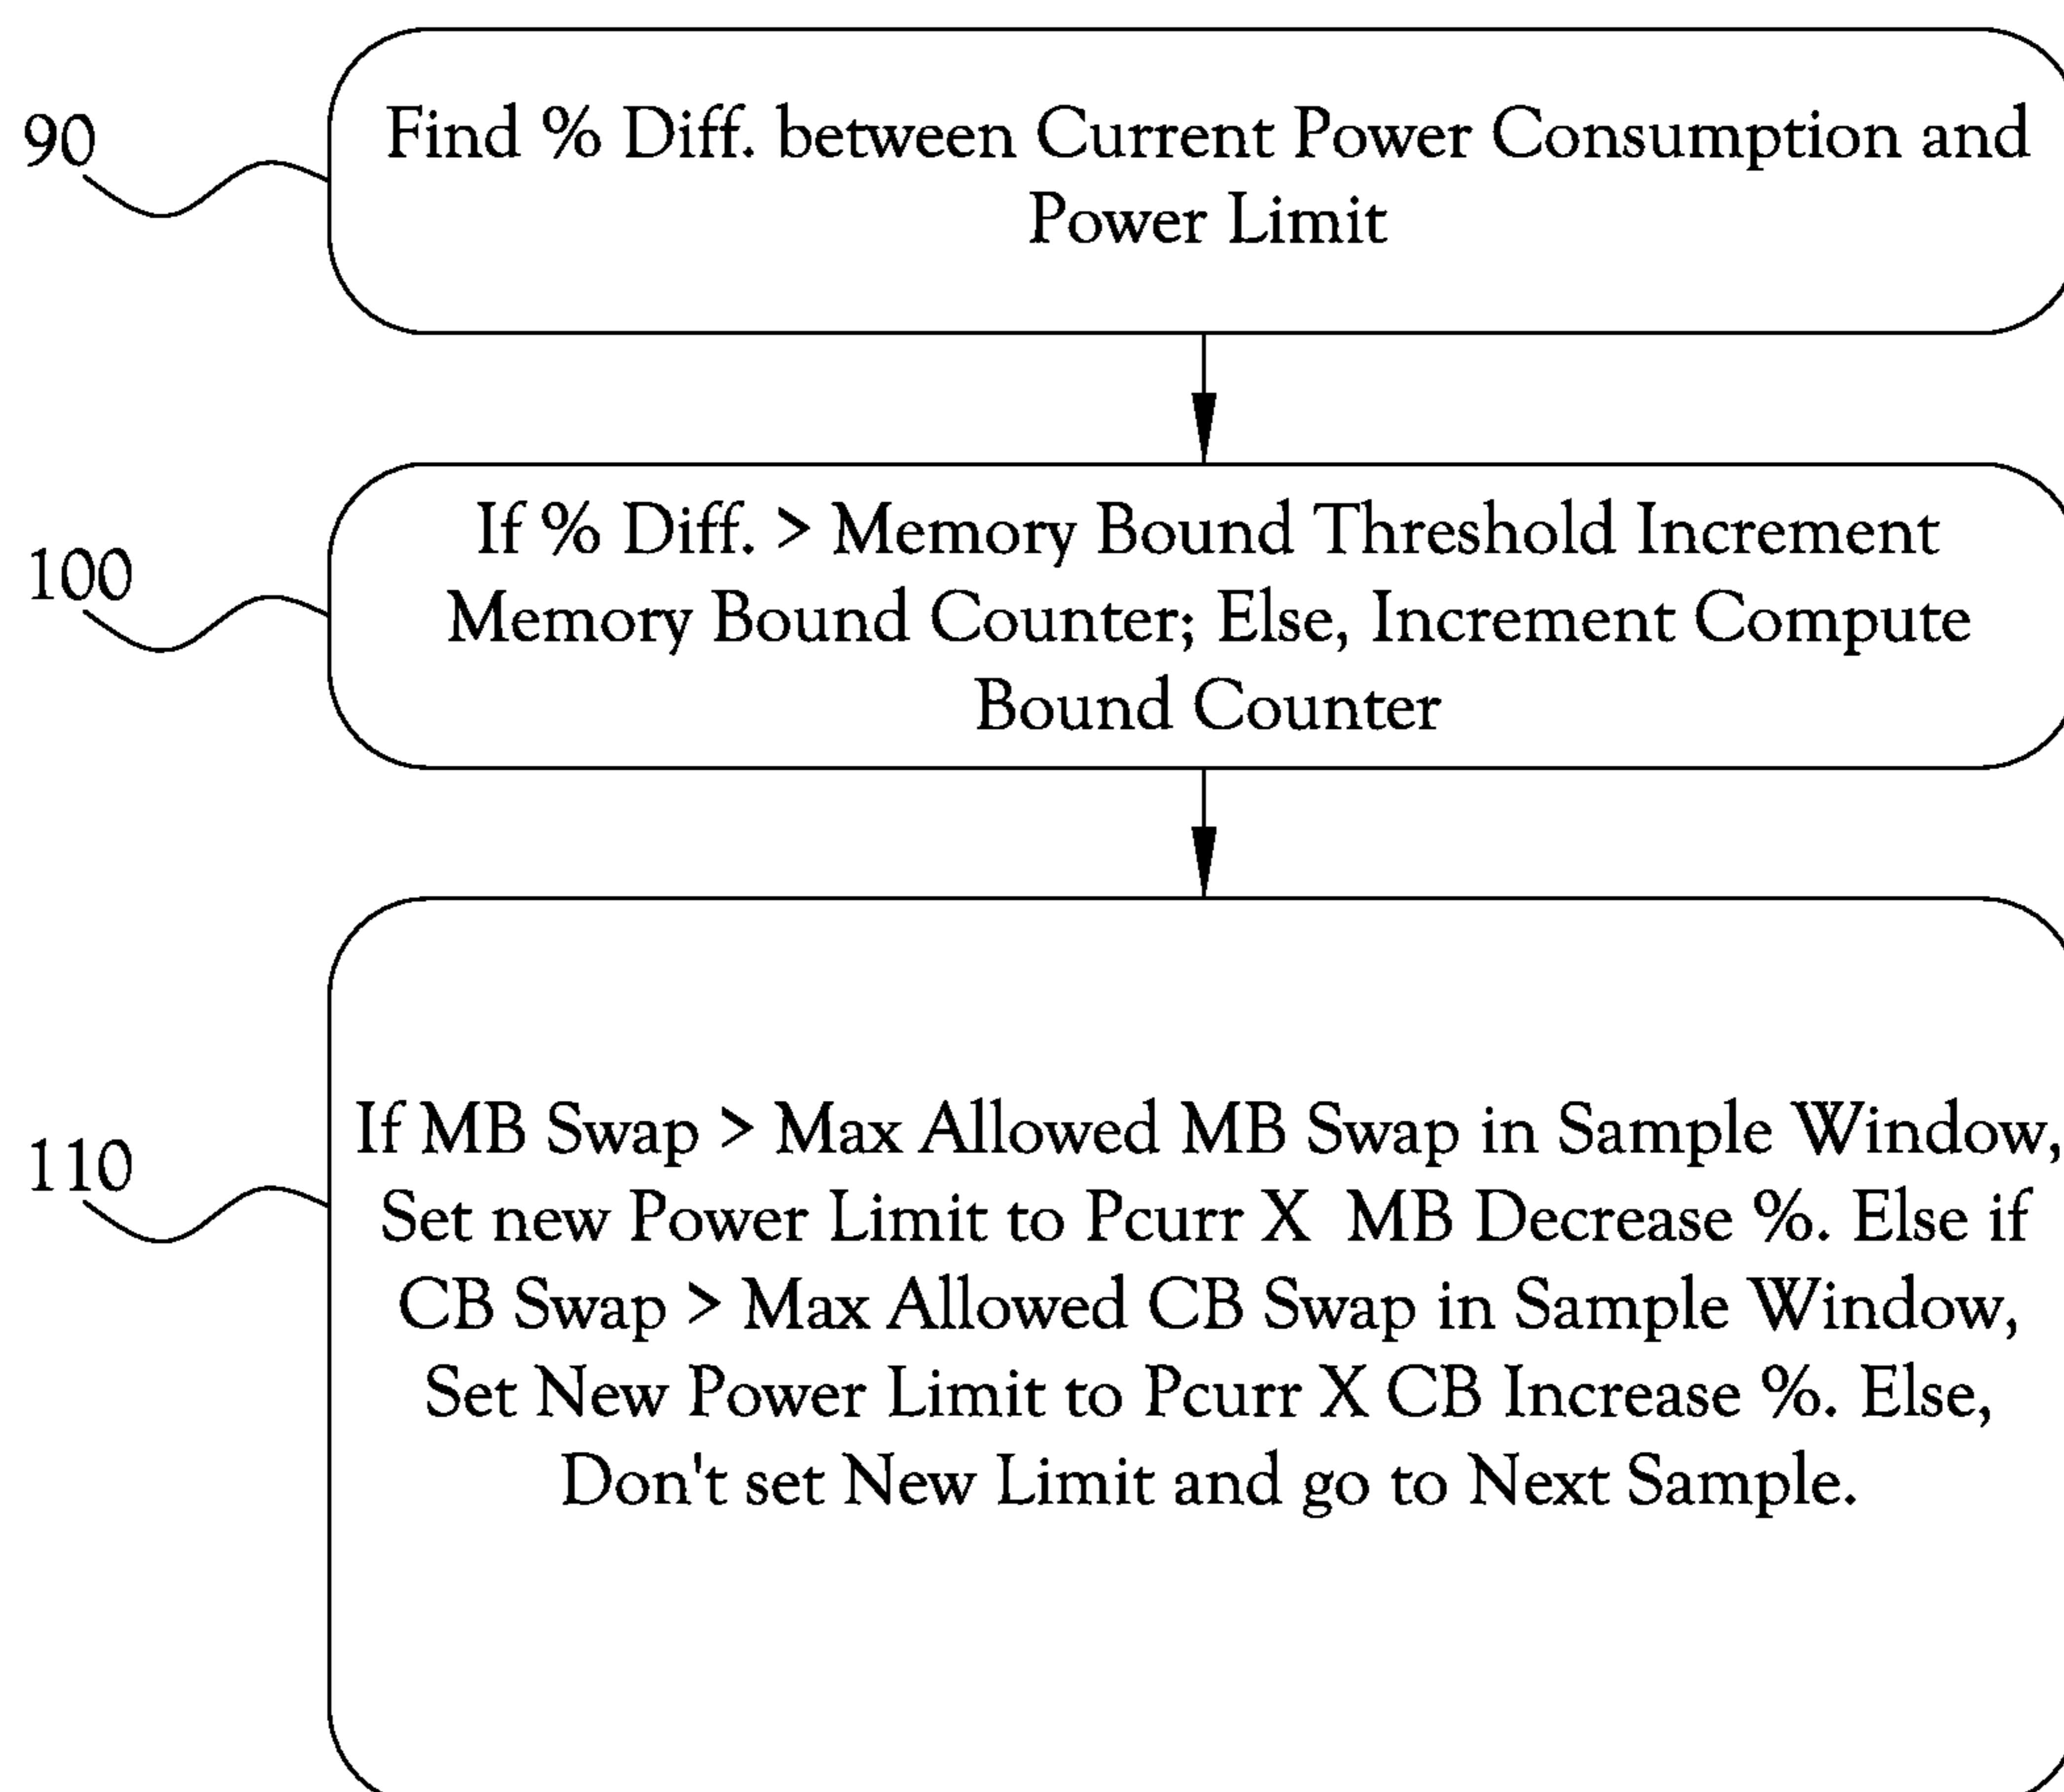 90
Find % Diff. between Current Power Consumption and
Power Limit
100
If % Diff. > Memory Bound Threshold Increment
Memory Bound Counter; Else, Increment Compute
Bound Counter
110
If MB Swap > Max Allowed MB Swap in Sample Window,
Set new Power Limit to Pcurr X MB Decrease %. Else if
CB Swap > Max Allowed CB Swap in Sample Window,
Set New Power Limit to Pcurr X CB Increase %. Else,
Don't set New Limit and go to Next Sample.